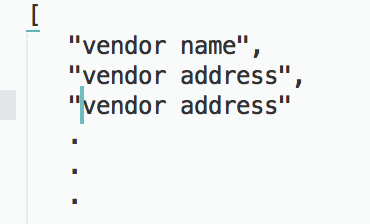 [
"vendor name",
"vendor address",
"vendor address"
.
.
.